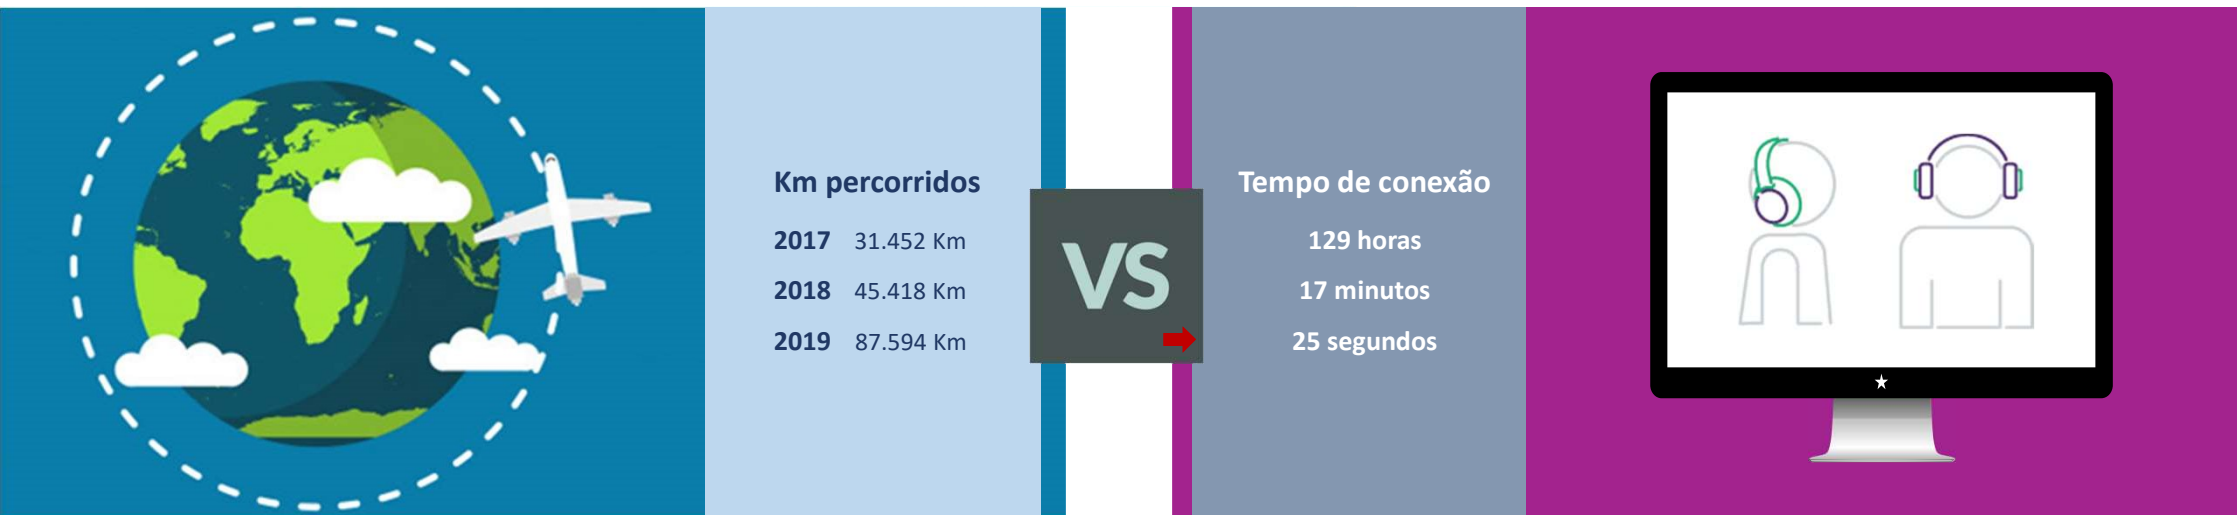 Km percorridos
2017 31.452 Km
2018 45.418 Km
2019 87.594 Km
VS
Tempo de conexão
129 horas
17 minutos
25 segundos